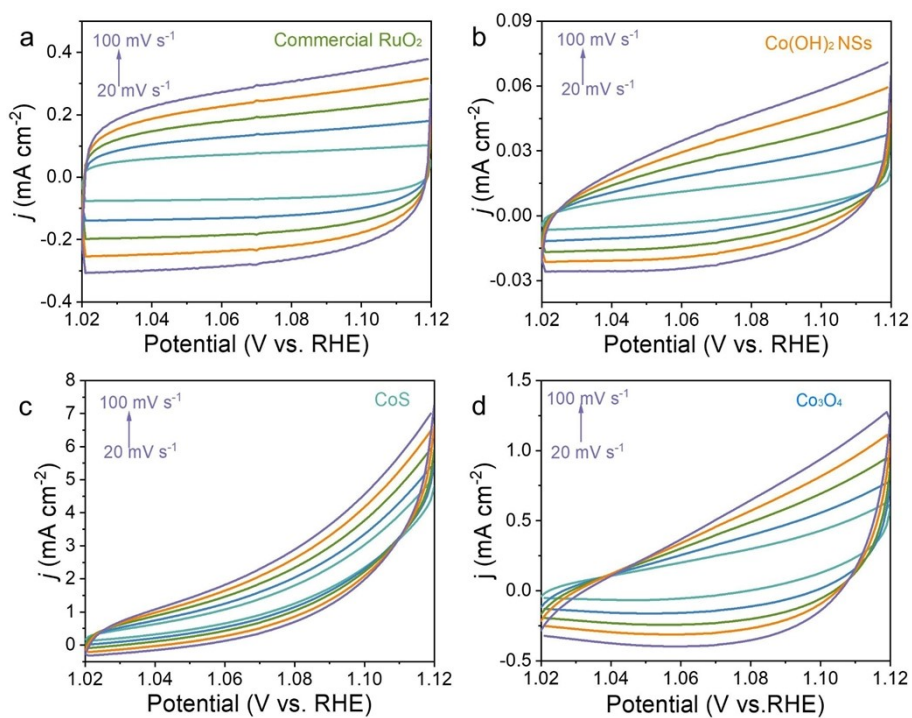 a
100 mV s⁻¹
20 mV s⁻¹
Commercial RuO₂
0.4
0.2
0.0
-0.2
-0.4
j (mA cm⁻²)
1.02 1.04 1.06 1.08 1.10 1.12
Potential (V vs. RHE)
b
100 mV s⁻¹
20 mV s⁻¹
Co(OH)₂ NSs
0.09
0.06
0.03
0.00
-0.03
j (mA cm⁻²)
1.02 1.04 1.06 1.08 1.10 1.12
Potential (V vs. RHE)
c
100 mV s⁻¹
20 mV s⁻¹
CoS
8
7
6
5
4
3
2
1
0
j (mA cm⁻²)
1.02 1.04 1.06 1.08 1.10 1.12
Potential (V vs. RHE)
d
100 mV s⁻¹
20 mV s⁻¹
Co₃O₄
1.5
1.0
0.5
0.0
-0.5
j (mA cm⁻²)
1.02 1.04 1.06 1.08 1.10 1.12
Potential (V vs.RHE)